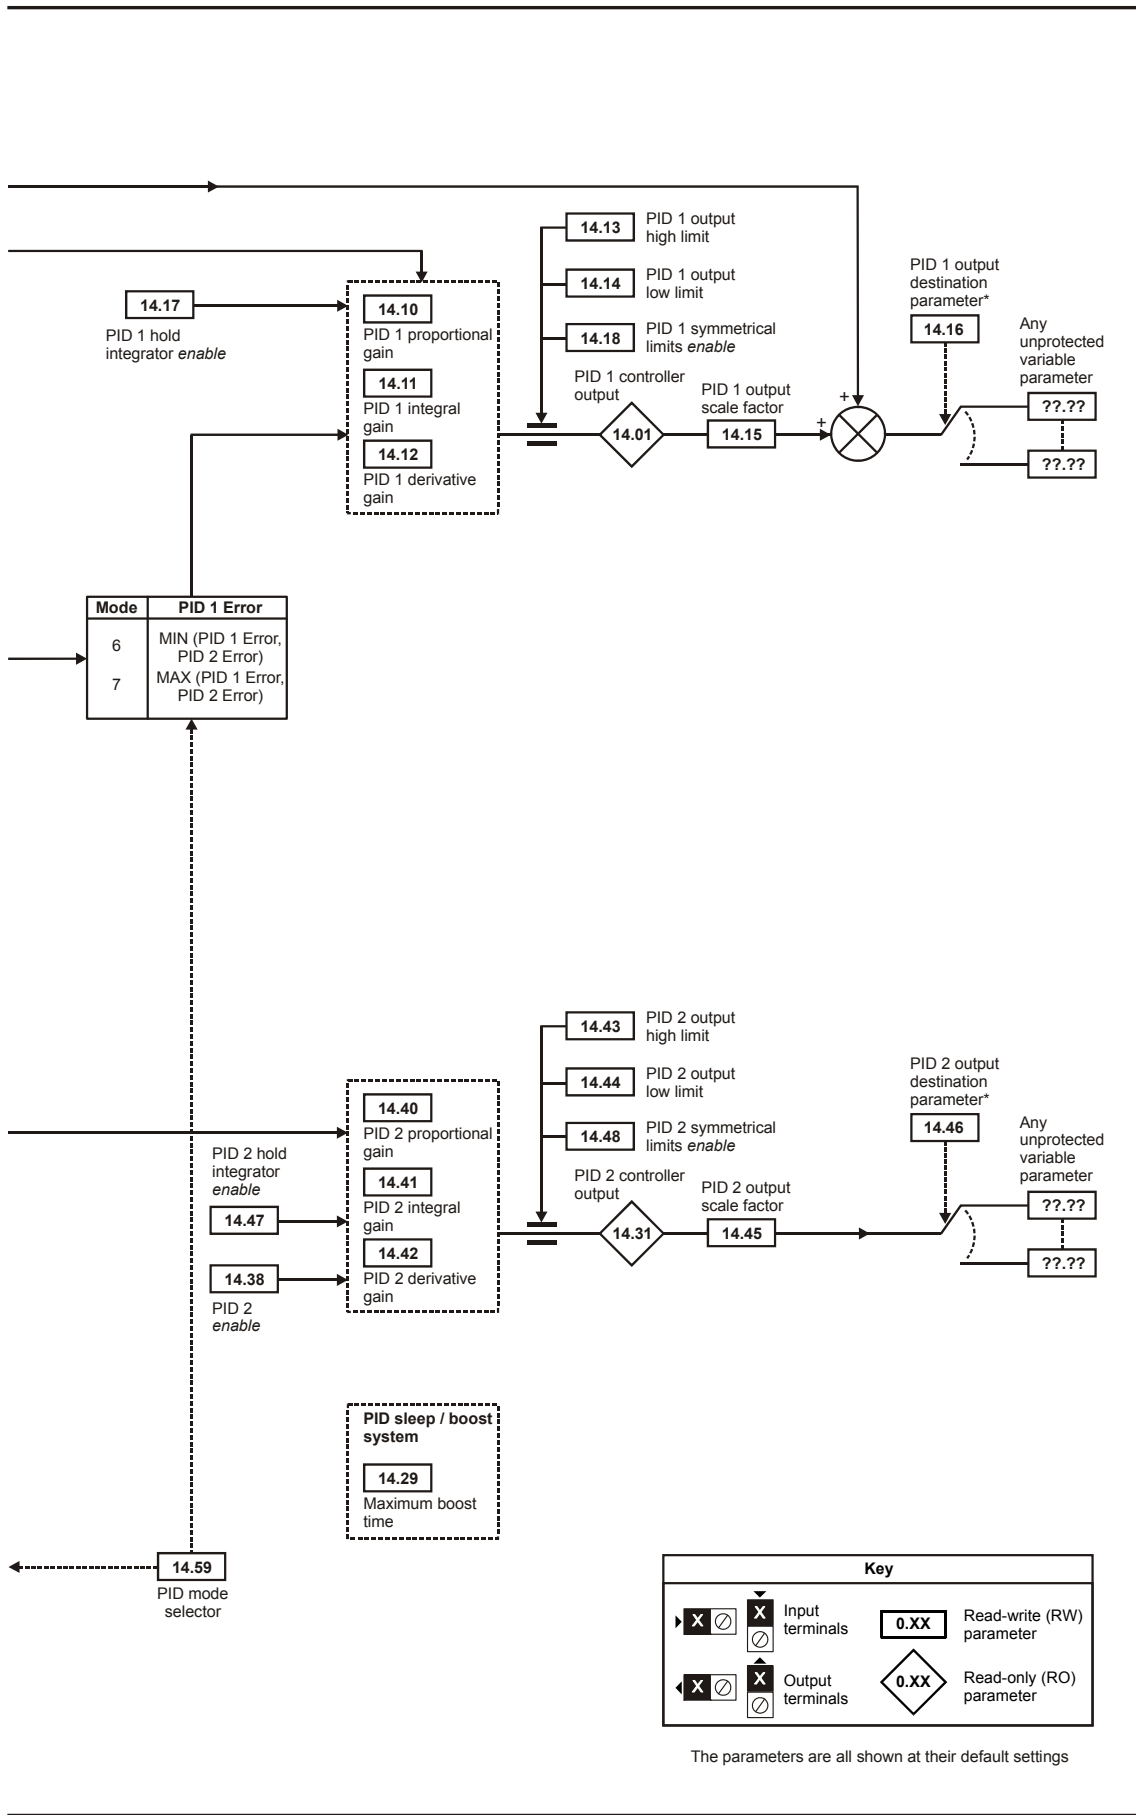 14.13
PID 1 output
high limit
14.14
PID 1 output
low limit
14.18
PID 1 symmetrical
limits enable
14.17
PID 1 hold
integrator enable
14.10
PID 1 proportional
gain
14.11
PID 1 integral
gain
14.12
PID 1 derivative
gain
PID 1 controller
output
14.01
PID 1 output
scale factor
14.15
+
+
PID 1 output
destination
parameter*
14.16
Any
unprotected
variable
parameter
??.??
??.??
Mode PID 1 Error
6 MIN (PID 1 Error,
PID 2 Error)
7 MAX (PID 1 Error,
PID 2 Error)
14.43
PID 2 output
high limit
14.44
PID 2 output
low limit
14.48
PID 2 symmetrical
limits enable
14.40
PID 2 proportional
gain
14.41
PID 2 integral
gain
14.42
PID 2 derivative
gain
PID 2 hold
integrator
enable
14.47
14.38
PID 2
enable
PID 2 controller
output
14.31
PID 2 output
scale factor
14.45
PID 2 output
destination
parameter*
14.46
Any
unprotected
variable
parameter
??.??
??.??
PID sleep / boost
system
14.29
Maximum boost
time
14.59
PID mode
selector
Key
X X
Input
terminals
0.XX
Read-write (RW)
parameter
X X
Output
terminals
0.XX
Read-only (RO)
parameter
The parameters are all shown at their default settings